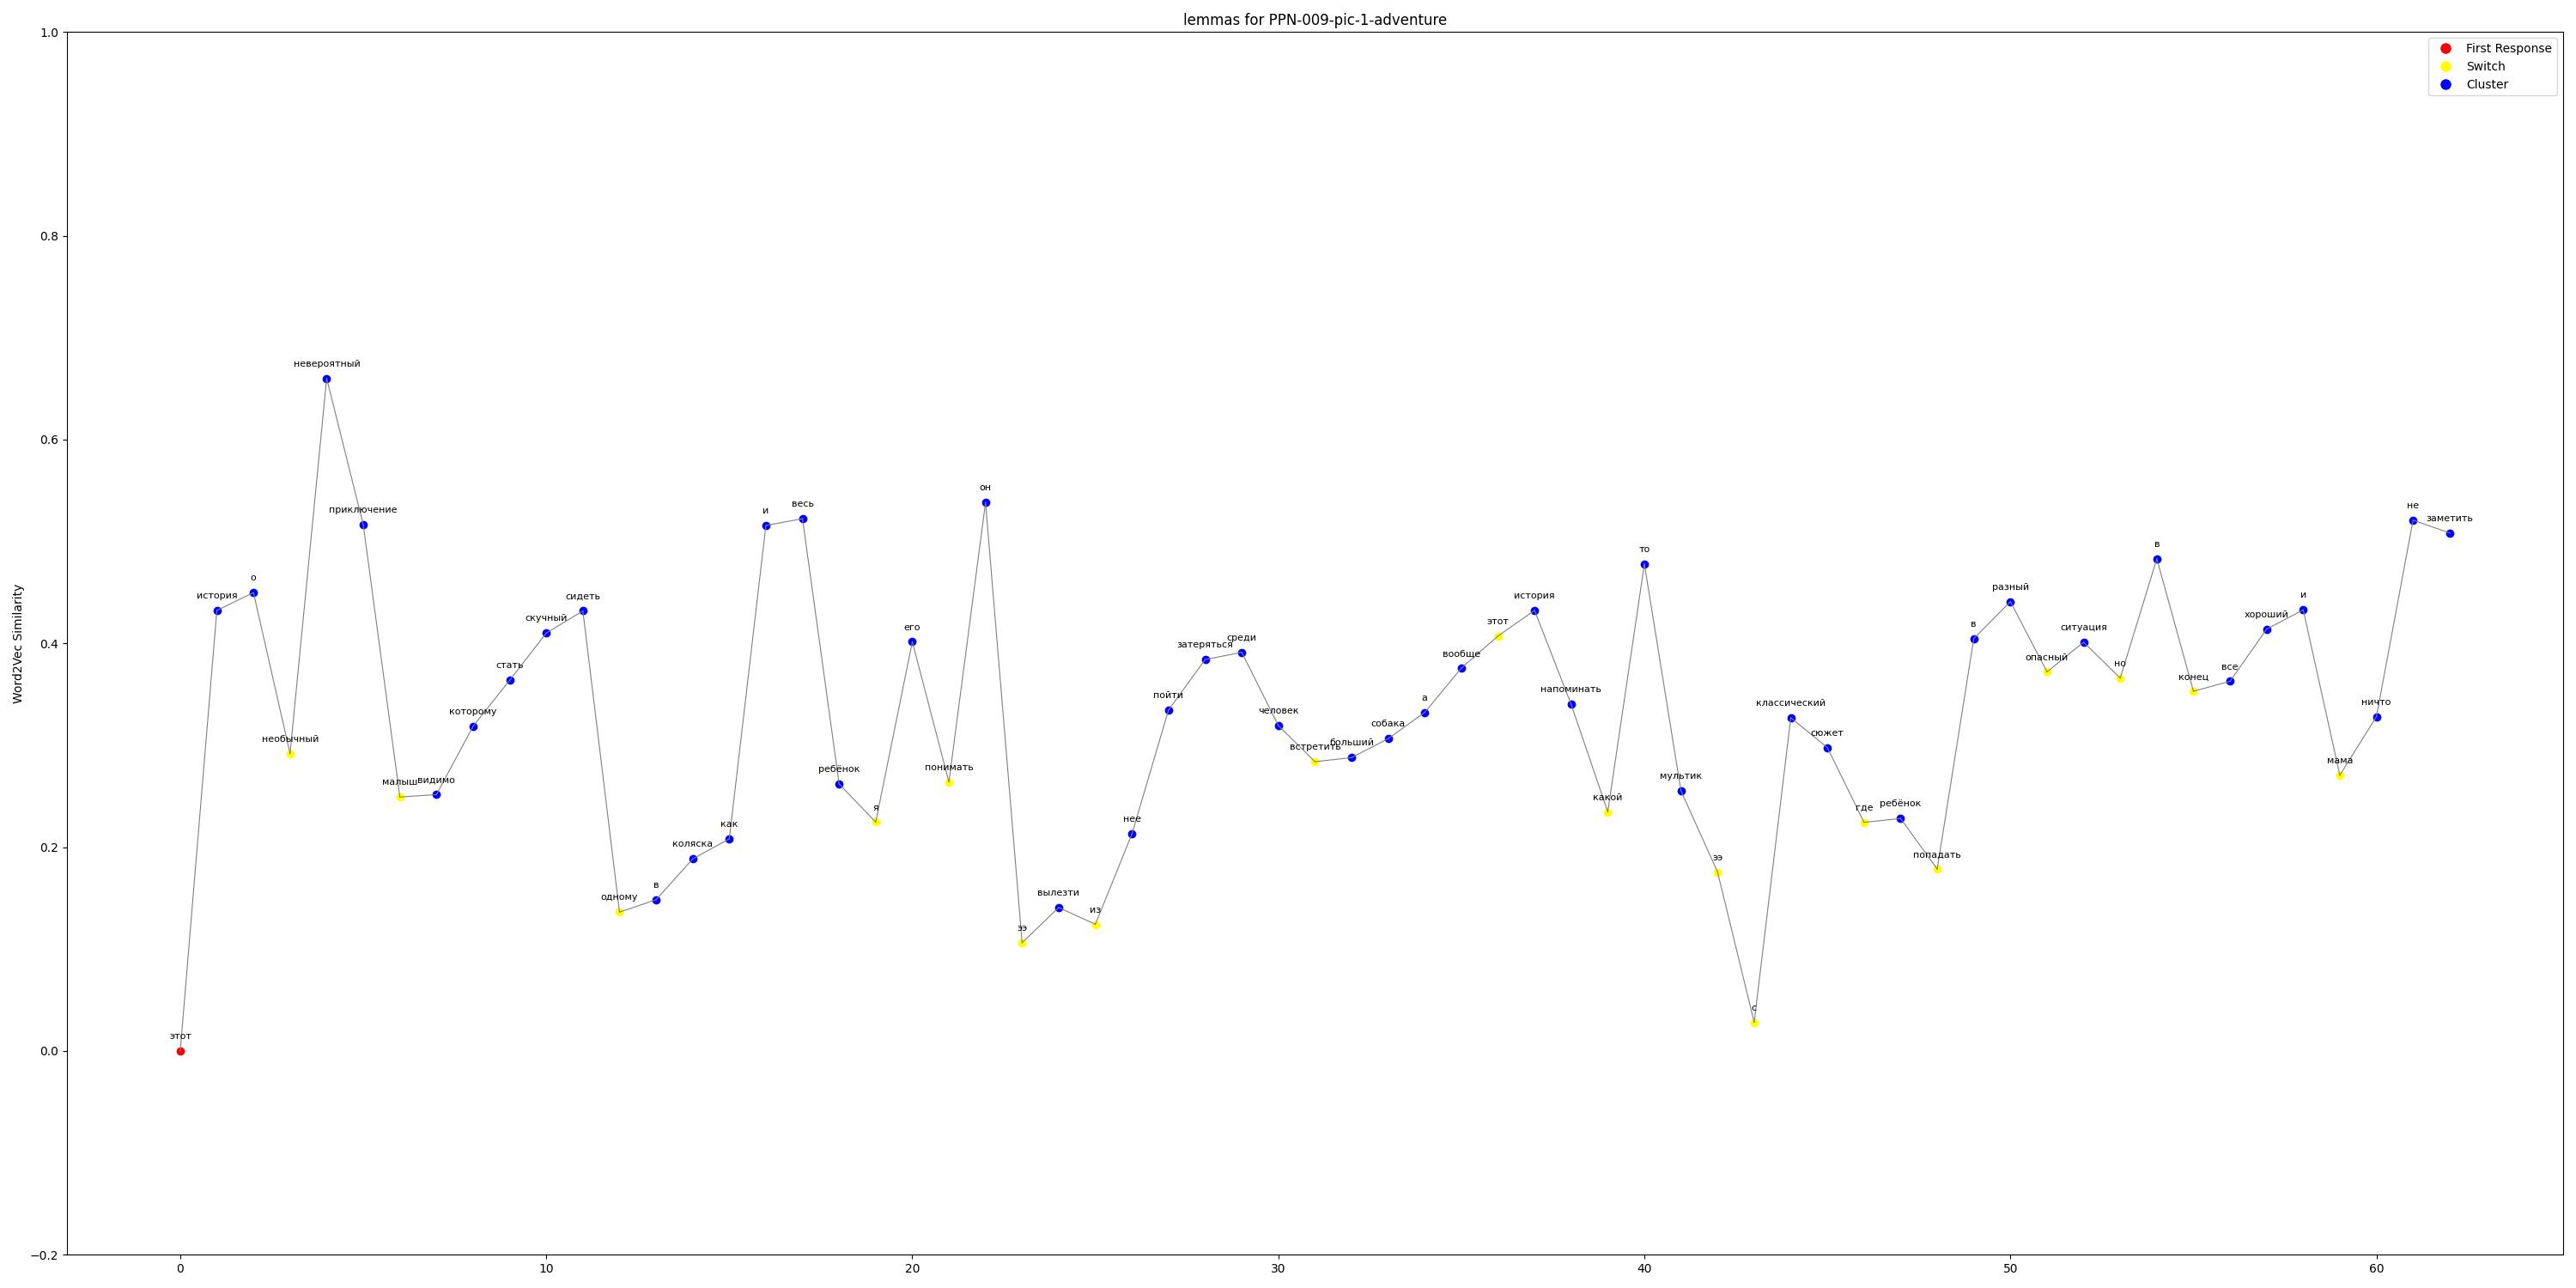 lemmas for PPN-009-pic-1-adventure
First Response
Switch
Cluster
Word2Vec Similarity
1.0
0.8
0.6
0.4
0.2
0.0
−0.2
0
10
20
30
40
50
60
этот
история
о
необычный
невероятный
приключение
малыш
видимо
которому
стать
скучный
сидеть
одному
в
коляска
как
и
весь
ребёнок
я
его
понимать
он
ээ
вылезти
из
нее
пойти
затеряться
среди
человек
встретить
больший
собака
а
вообще
этот
история
напоминать
какой
то
мультик
ээ
с
классический
сюжет
где
ребёнок
попадать
в
разный
опасный
ситуация
но
в
конец
все
хороший
и
мама
ничто
не
заметить